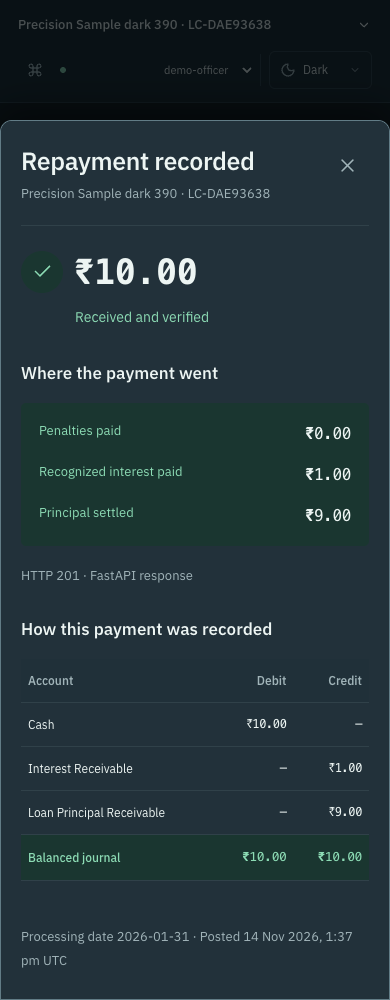 Precision Sample dark 390 · LC-DAE93638
⌘ demo-officer Dark
Repayment recorded
Precision Sample dark 390 · LC-DAE93638
₹10.00
Received and verified
Where the payment went
Penalties paid ₹0.00
Recognized interest paid ₹1.00
Principal settled ₹9.00
HTTP 201 · FastAPI response
How this payment was recorded
Account Debit Credit
Cash ₹10.00 —
Interest Receivable — ₹1.00
Loan Principal Receivable — ₹9.00
Balanced journal ₹10.00 ₹10.00
Processing date 2026-01-31 · Posted 14 Nov 2026, 1:37
pm UTC